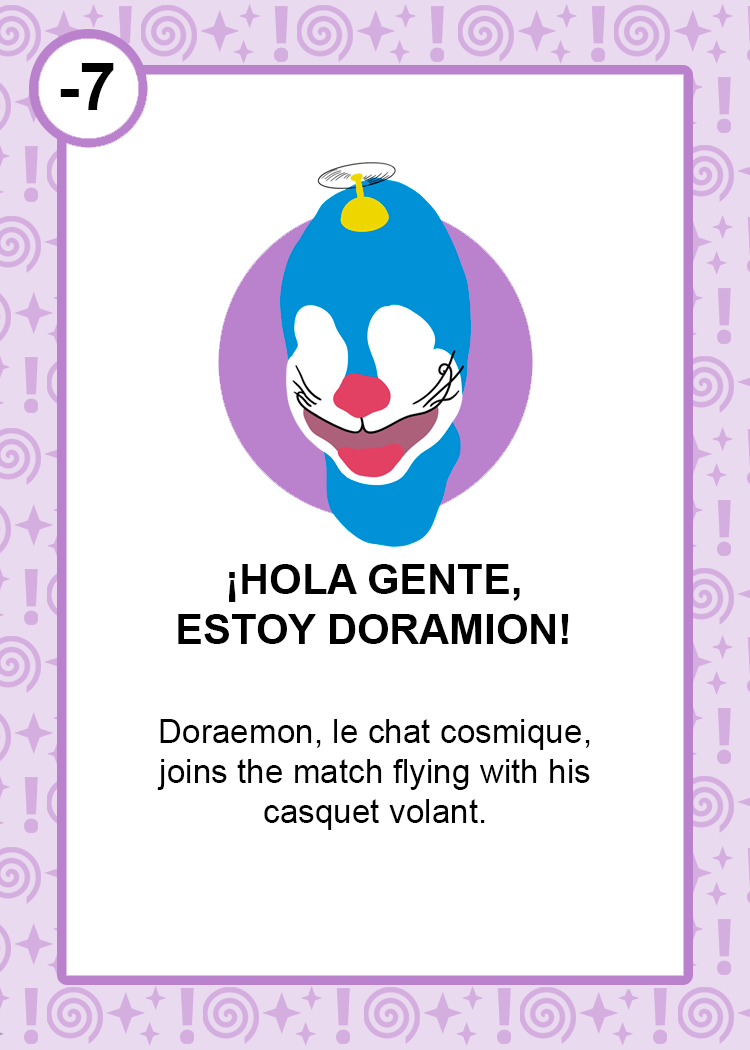 -7
¡HOLA GENTE,
ESTOY DORAMION!
Doraemon, le chat cosmique,
joins the match flying with his
casquet volant.